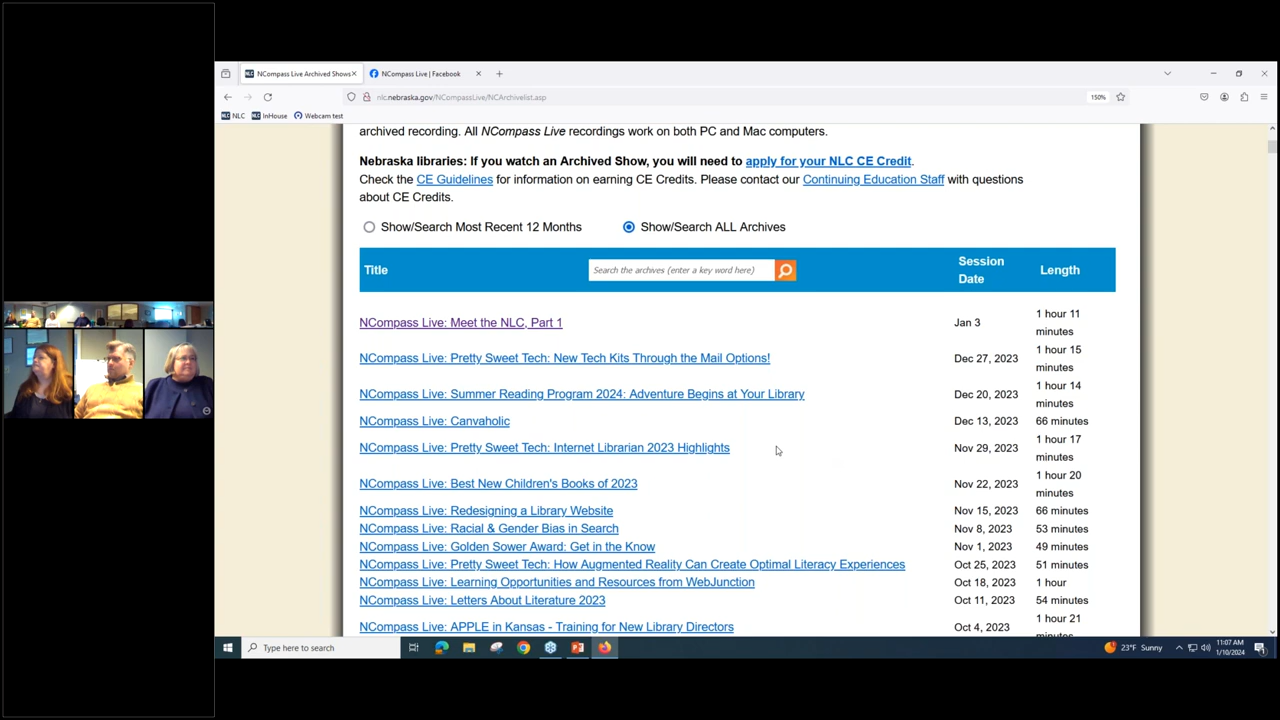 NCompass Live Archived Shows
NCompass Live | Facebook
nlc.nebraska.gov/NCompassLive/NCArchivelist.asp
150%
NLC
InHouse
Webcam test
archived recording. All NCompass Live recordings work on both PC and Mac computers.
Nebraska libraries: If you watch an Archived Show, you will need to apply for your NLC CE Credit.
Check the CE Guidelines for information on earning CE Credits. Please contact our Continuing Education Staff with questions
about CE Credits.
Show/Search Most Recent 12 Months
Show/Search ALL Archives
Title
Search the archives (enter a key word here)
Session
Date
Length
NCompass Live: Meet the NLC, Part 1
Jan 3
1 hour 11
minutes
NCompass Live: Pretty Sweet Tech: New Tech Kits Through the Mail Options!
Dec 27, 2023
1 hour 15
minutes
NCompass Live: Summer Reading Program 2024: Adventure Begins at Your Library
Dec 20, 2023
1 hour 14
minutes
NCompass Live: Canvaholic
Dec 13, 2023
66 minutes
NCompass Live: Pretty Sweet Tech: Internet Librarian 2023 Highlights
Nov 29, 2023
1 hour 17
minutes
NCompass Live: Best New Children's Books of 2023
Nov 22, 2023
1 hour 20
minutes
NCompass Live: Redesigning a Library Website
Nov 15, 2023
66 minutes
NCompass Live: Racial & Gender Bias in Search
Nov 8, 2023
53 minutes
NCompass Live: Golden Sower Award: Get in the Know
Nov 1, 2023
49 minutes
NCompass Live: Pretty Sweet Tech: How Augmented Reality Can Create Optimal Literacy Experiences
Oct 25, 2023
51 minutes
NCompass Live: Learning Opportunities and Resources from WebJunction
Oct 18, 2023
1 hour
NCompass Live: Letters About Literature 2023
Oct 11, 2023
54 minutes
NCompass Live: APPLE in Kansas - Training for New Library Directors
Oct 4, 2023
1 hour 21
minutes
Type here to search
23°F Sunny
11:07 AM
1/10/2024